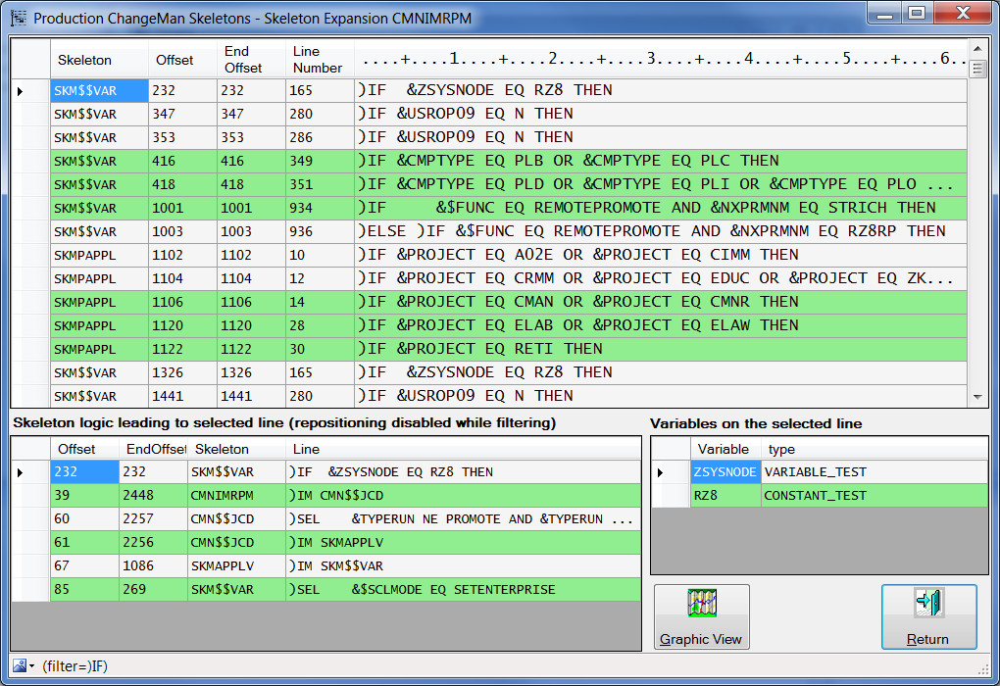 Production ChangeMan Skeletons - Skeleton Expansion CMNIMRPM
Skeleton Offset End Offset Line Number ....+....1....+....2....+....3....+....4....+....5....+....6..
SKM$$VAR 232 232 165 )IF  &ZSYSNODE EQ RZ8 THEN
SKM$$VAR 347 347 280 )IF &USROP09 EQ N THEN
SKM$$VAR 353 353 286 )IF &USROP09 EQ N THEN
SKM$$VAR 416 416 349 )IF &CMPTYPE EQ PLB OR &CMPTYPE EQ PLC THEN
SKM$$VAR 418 418 351 )IF &CMPTYPE EQ PLD OR &CMPTYPE EQ PLI OR &CMPTYPE EQ PLO ...
SKM$$VAR 1001 1001 934 )IF     &$FUNC EQ REMOTEPROMOTE AND &NXPRMNM EQ STRICH THEN
SKM$$VAR 1003 1003 936 )ELSE )IF &$FUNC EQ REMOTEPROMOTE AND &NXPRMNM EQ RZ8RP THEN
SKMPAPPL 1102 1102 10 )IF &PROJECT EQ A02E OR &PROJECT EQ CIMM THEN
SKMPAPPL 1104 1104 12 )IF &PROJECT EQ CRMM OR &PROJECT EQ EDUC OR &PROJECT EQ ZK...
SKMPAPPL 1106 1106 14 )IF &PROJECT EQ CMAN OR &PROJECT EQ CMNR THEN
SKMPAPPL 1120 1120 28 )IF &PROJECT EQ ELAB OR &PROJECT EQ ELAW THEN
SKMPAPPL 1122 1122 30 )IF &PROJECT EQ RETI THEN
SKM$$VAR 1326 1326 165 )IF  &ZSYSNODE EQ RZ8 THEN
SKM$$VAR 1441 1441 280 )IF &USROP09 EQ N THEN
Skeleton logic leading to selected line (repositioning disabled while filtering)
Offset EndOffset Skeleton Line
232 232 SKM$$VAR )IF  &ZSYSNODE EQ RZ8 THEN
39 2448 CMNIMRPM )IM CMN$$JCD
60 2257 CMN$$JCD )SEL    &TYPERUN NE PROMOTE AND &TYPERUN ...
61 2256 CMN$$JCD )IM SKMAPPLV
67 1086 SKMAPPLV )IM SKM$$VAR
85 269 SKM$$VAR )SEL    &$SCLMODE EQ SETENTERPRISE
Variables on the selected line
Variable type
ZSYSNODE VARIABLE_TEST
RZ8 CONSTANT_TEST
Graphic View
Return
(filter=)IF)